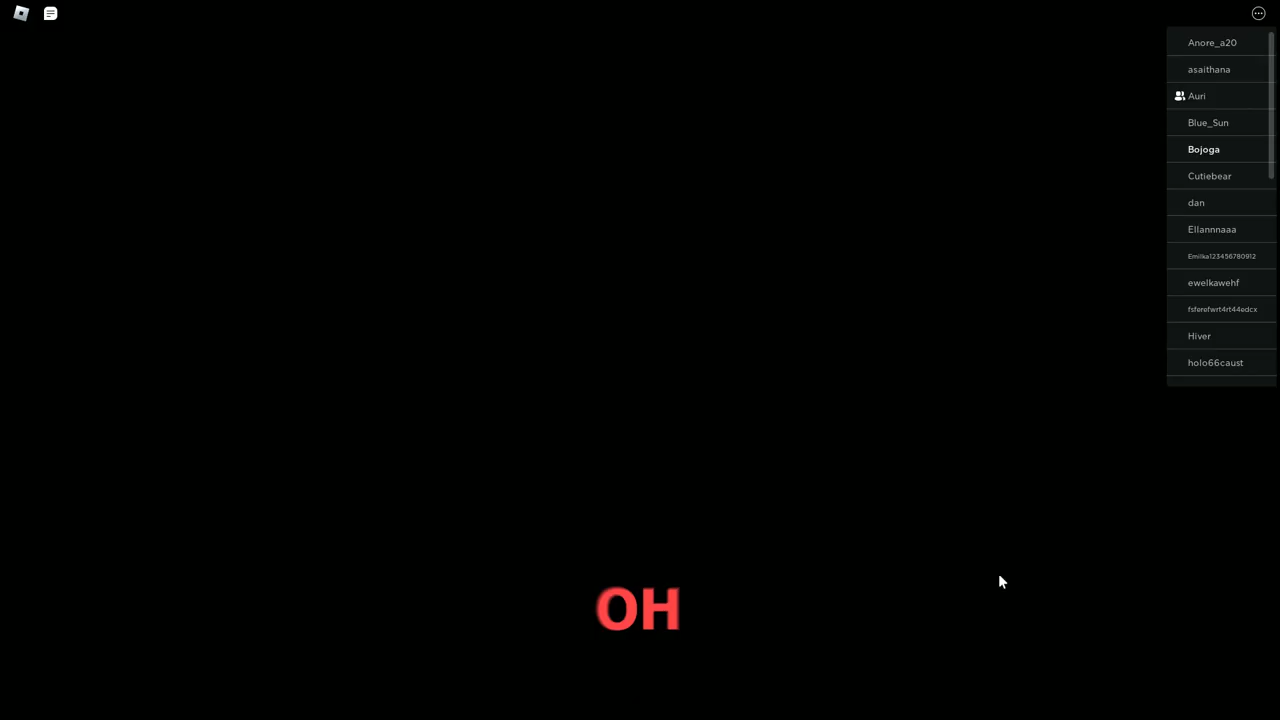 Anore_a20
asaithana
Auri
Blue_Sun
Bojoga
Cutiebear
dan
Ellannnaaa
Emilka123456780912
ewelkawehf
fsferefwrt4rt44edcx
Hiver
holo66caust
OH